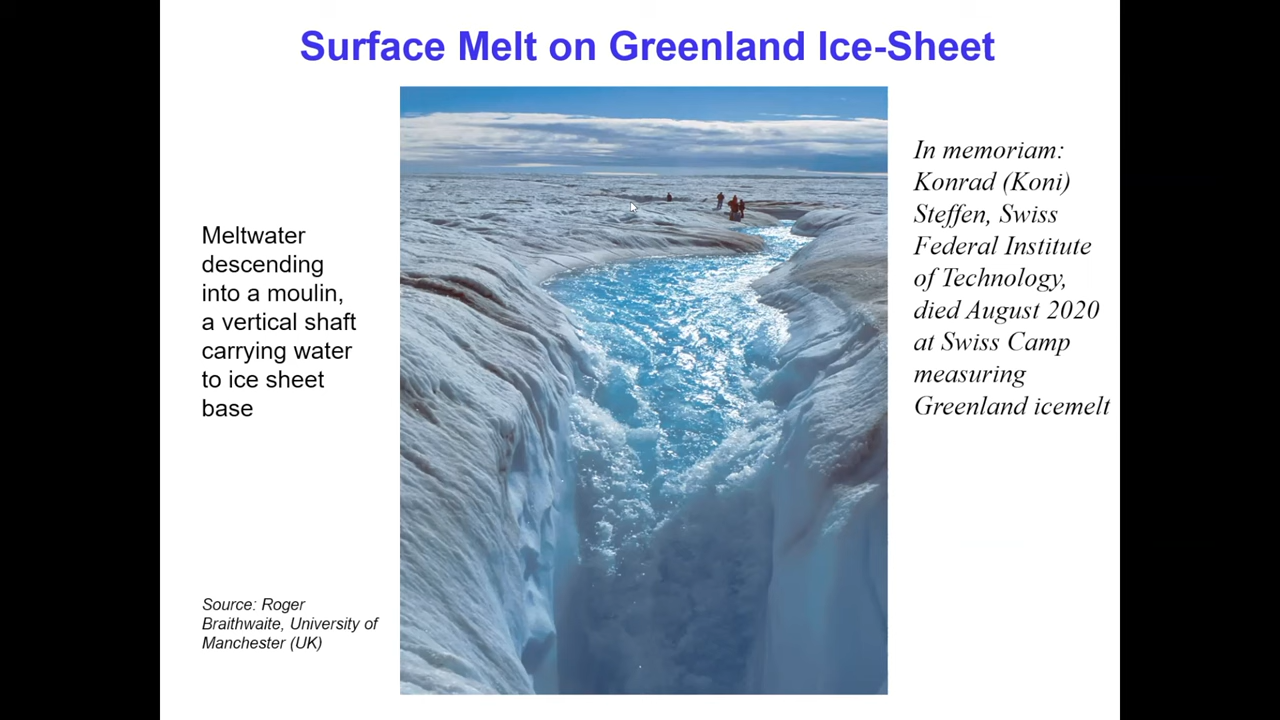 Surface Melt on Greenland Ice-Sheet
Meltwater
descending
into a moulin,
a vertical shaft
carrying water
to ice sheet
base
Source: Roger
Braithwaite, University of
Manchester (UK)
In memoriam:
Konrad (Koni)
Steffen, Swiss
Federal Institute
of Technology,
died August 2020
at Swiss Camp
measuring
Greenland icemelt